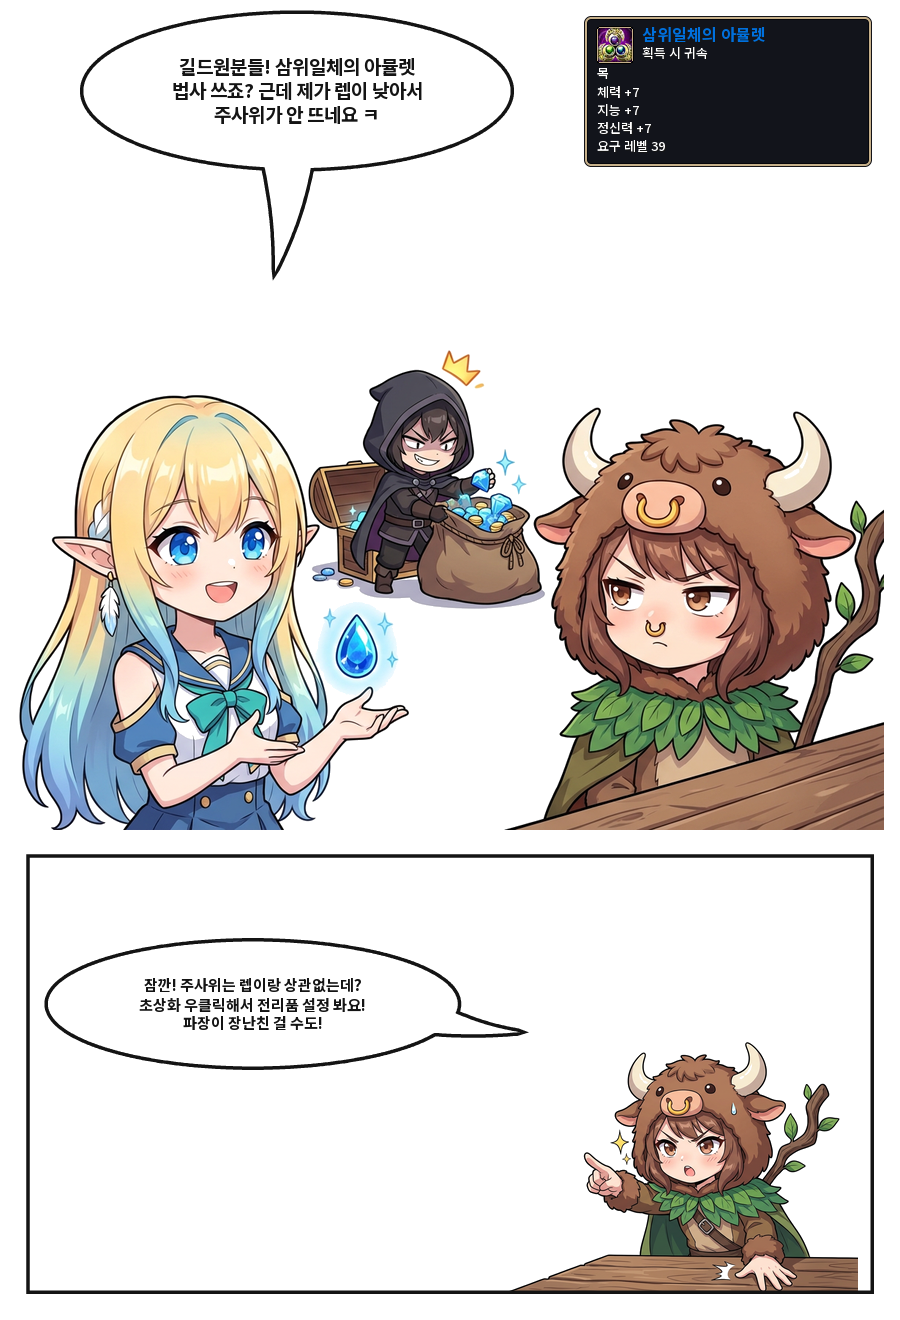 길드원분들! 삼위일체의 아뮬렛
법사 쓰죠? 근데 제가 렙이 낮아서
주사위가 안 뜨네요 ㅋ
삼위일체의 아뮬렛
획득 시 귀속
목
체력 +7
지능 +7
정신력 +7
요구 레벨 39
잠깐! 주사위는 렙이랑 상관없는데?
초상화 우클릭해서 전리품 설정 봐요!
파장이 장난친 걸 수도!